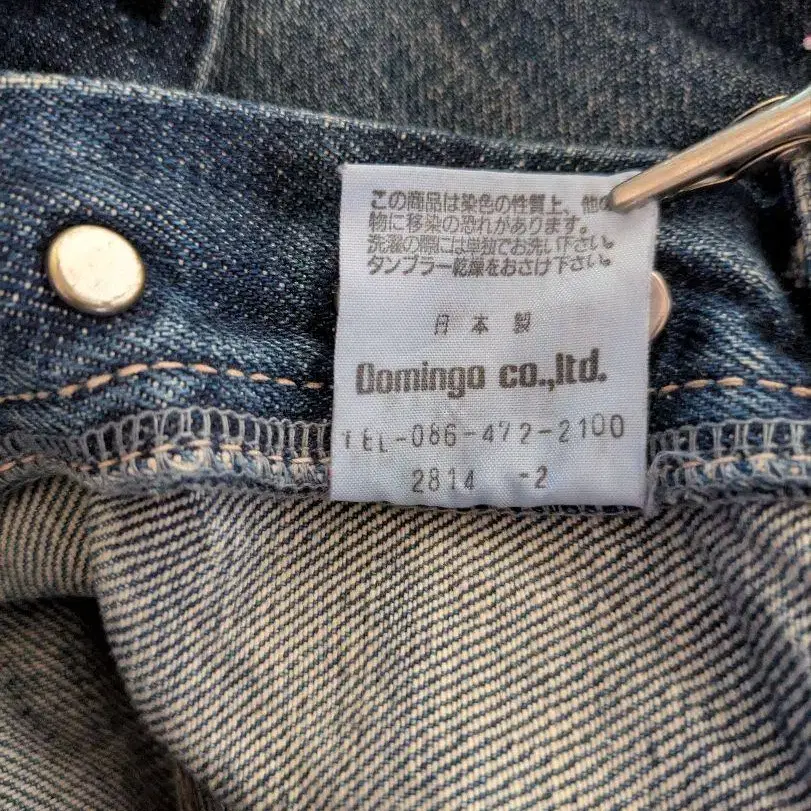 この商品は染色の性質上、他の
物に移染の恐れがあります。
洗濯の際には単独でお洗い下さい。
タンブラー乾燥をおさけ下さい。
日本製
Domingo co.,ltd.
TEL-086-472-2100
2814 -2